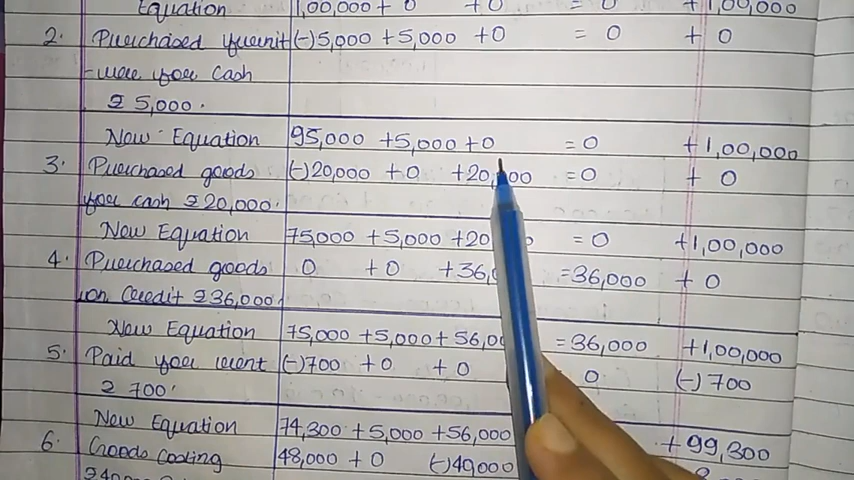 Equation 1,00,000 + 0 + 0 = 0 + 1,00,000
2. Purchased furnit (-)5,000 + 5,000 + 0 = 0 + 0
-ure for Cash
₹ 5,000.
New Equation 95,000 + 5,000 + 0 = 0 + 1,00,000
3. Purchased goods (-)20,000 + 0 + 20,000 = 0 + 0
for cash ₹ 20,000.
New Equation 75,000 + 5,000 + 20 0 = 0 + 1,00,000
4. Purchased goods 0 + 0 + 36,0 = 36,000 + 0
on Credit ₹ 36,000.
New Equation 75,000 + 5,000 + 56,00 = 36,000 + 1,00,000
5. Paid for rent (-)700 + 0 + 0 0 (-) 700
₹ 700.
New Equation 74,300 + 5,000 + 56,000 + 99,300
6. Goods Costing 48,000 + 0 (-)40,000